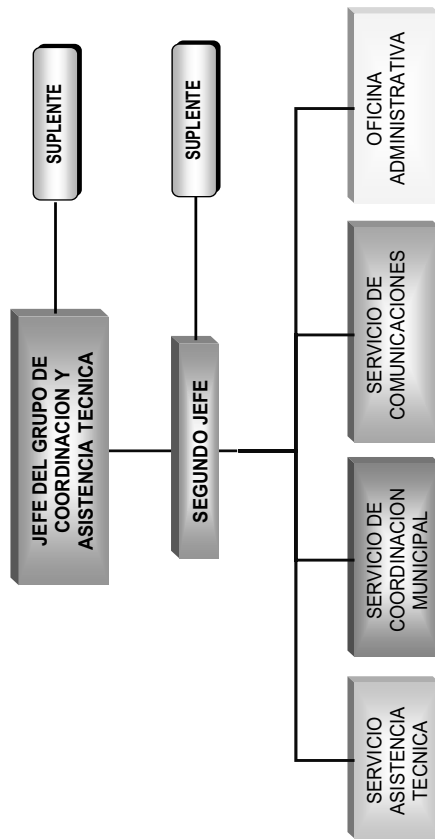 JEFE DEL GRUPO DE
COORDINACION Y
ASISTENCIA TECNICA
SUPLENTE
SEGUNDO JEFE
SUPLENTE
SERVICIO
ASISTENCIA
TECNICA
SERVICIO DE
COORDINACION
MUNICIPAL
SERVICIO DE
COMUNICACIONES
OFICINA
ADMINISTRATIVA